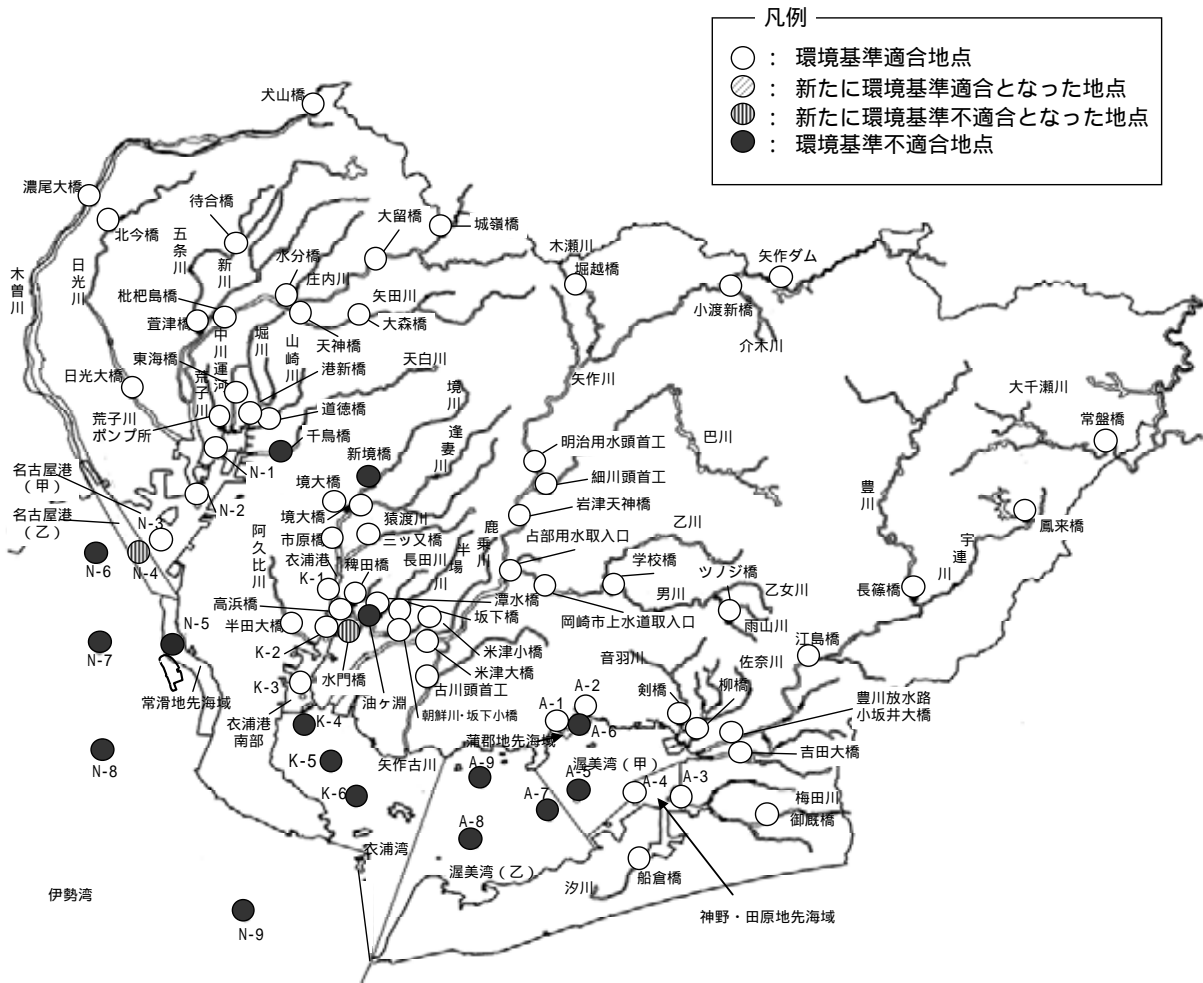 凡例
：環境基準適合地点
：新たに環境基準適合となった地点
：新たに環境基準不適合となった地点
：環境基準不適合地点
犬山橋
濃尾大橋
北今橋
待合橋
大留橋
城嶺橋
五条川
新川
水分橋
庄内川
木瀬川
堀越橋
矢作ダム
小渡新橋
介木川
木曽川
日光川
枇杷島橋
萱津橋
矢田川
大森橋
天神橋
中川運河
堀川
山崎川
東海橋
港新橋
天白川
矢作川
日光大橋
荒子川
荒子川
ポンプ所
道徳橋
千鳥橋
境川
逢妻川
大千瀬川
常盤橋
巴川
明治用水頭首工
細川頭首工
新境橋
N-1
N-2
名古屋港
（甲）
名古屋港
（乙）
N-3
N-4
N-6
境大橋
境大橋
岩津天神橋
豊川
鳳来橋
宇連川
猿渡川
三ッ又橋
市原橋
鹿乗川
占部用水取入口
乙川
学校橋
ツノジ橋
乙女川
長篠橋
阿久比川
衣浦港
K-1
稗田橋
長田川
半場川
男川
雨山川
高浜橋
半田大橋
潭水橋
坂下橋
岡崎市上水道取入口
江島橋
N-5
N-7
K-2
水門橋
油ヶ淵
米津小橋
米津大橋
音羽川
佐奈川
常滑地先海域
K-3
古川頭首工
剣橋
柳橋
豊川放水路
小坂井大橋
衣浦港
南部
K-4
朝鮮川・坂下小橋
A-1
A-2
A-6
蒲郡地先海域
吉田大橋
N-8
K-5
矢作古川
渥美湾（甲）
A-9
A-5
A-4
A-3
K-6
A-7
梅田川
御厩橋
A-8
衣浦湾
渥美湾（乙）
船倉橋
汐川
伊勢湾
神野・田原地先海域
N-9